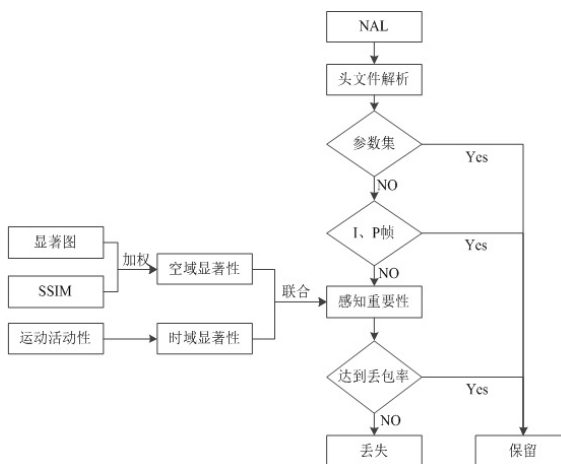 NAL
头文件解析
参数集
Yes
NO
I、P帧
Yes
NO
显著图
加权
空域显著性
SSIM
联合
感知重要性
运动活动性
时域显著性
达到丢包率
Yes
NO
丢失
保留